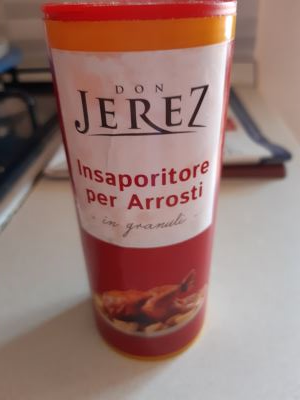 DON
JEREZ
Insaporitore
per Arrosti
in granuli